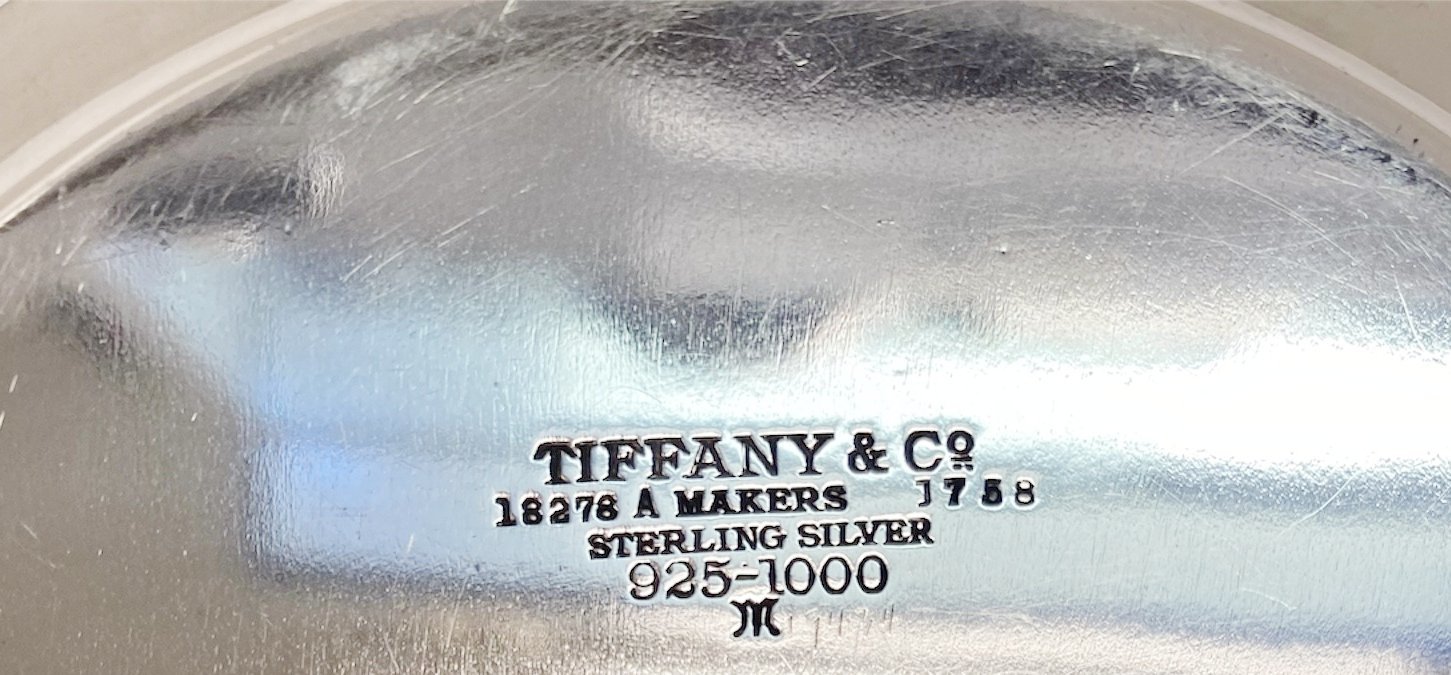 TIFFANY & Cº
18278 A MAKERS 1758
STERLING SILVER
925-1000
M